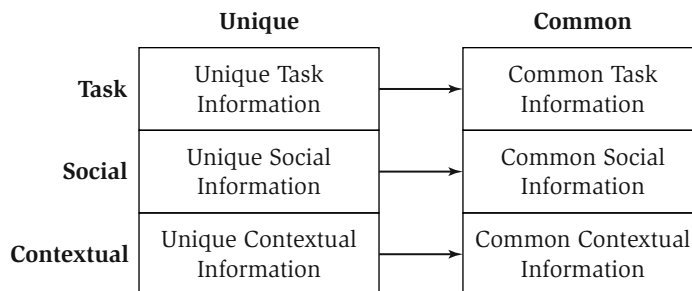 Unique Common
Task
Unique Task
Information
Common Task
Information
Social
Unique Social
Information
Common Social
Information
Contextual
Unique Contextual
Information
Common Contextual
Information